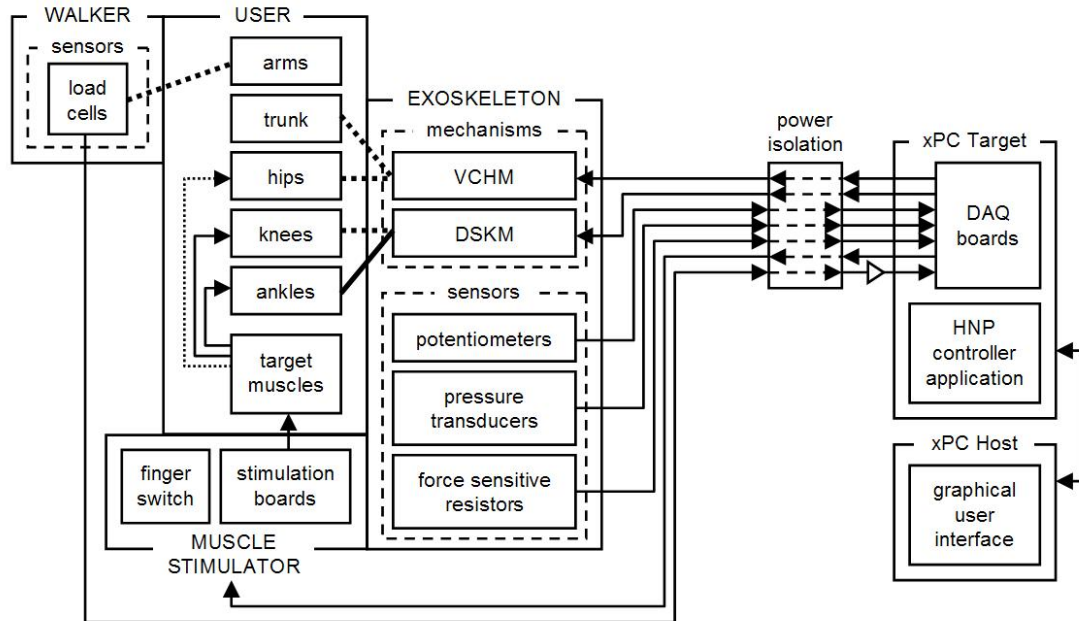 WALKER
sensors
load
cells
USER
arms
trunk
hips
knees
ankles
target
muscles
finger
switch
stimulation
boards
MUSCLE
STIMULATOR
EXOSKELETON
mechanisms
VCHM
DSKM
sensors
potentiometers
pressure
transducers
force sensitive
resistors
power
isolation
xPC Target
DAQ
boards
HNP
controller
application
xPC Host
graphical
user
interface